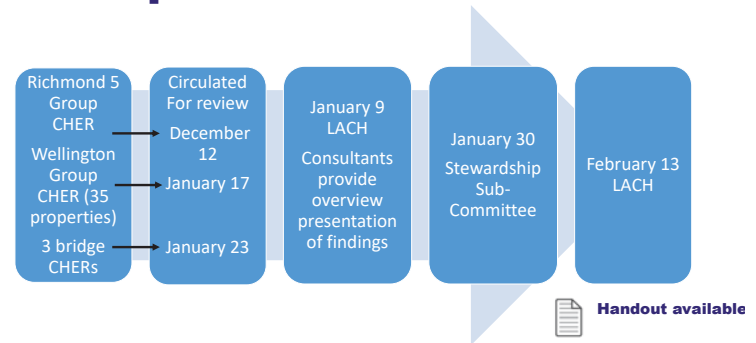 Richmond 5
Group
CHER
Wellington
Group
CHER (35
properties)
3 bridge
CHERs
Circulated
For review
December
12
January 17
January 23
January 9
LACH
Consultants
provide
overview
presentation
of findings
January 30
Stewardship
Sub-
Committee
February 13
LACH
Handout available